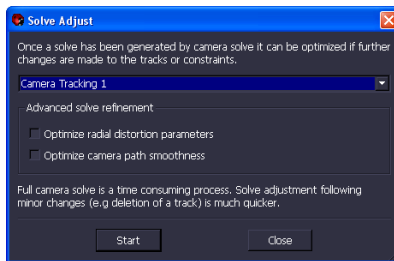 Solve Adjust
Once a solve has been generated by camera solve it can be optimized if further
changes are made to the tracks or constraints.
Camera Tracking 1
Advanced solve refinement
Optimize radial distortion parameters
Optimize camera path smoothness
Full camera solve is a time consuming process. Solve adjustment following
minor changes (e.g deletion of a track) is much quicker.
Start
Close